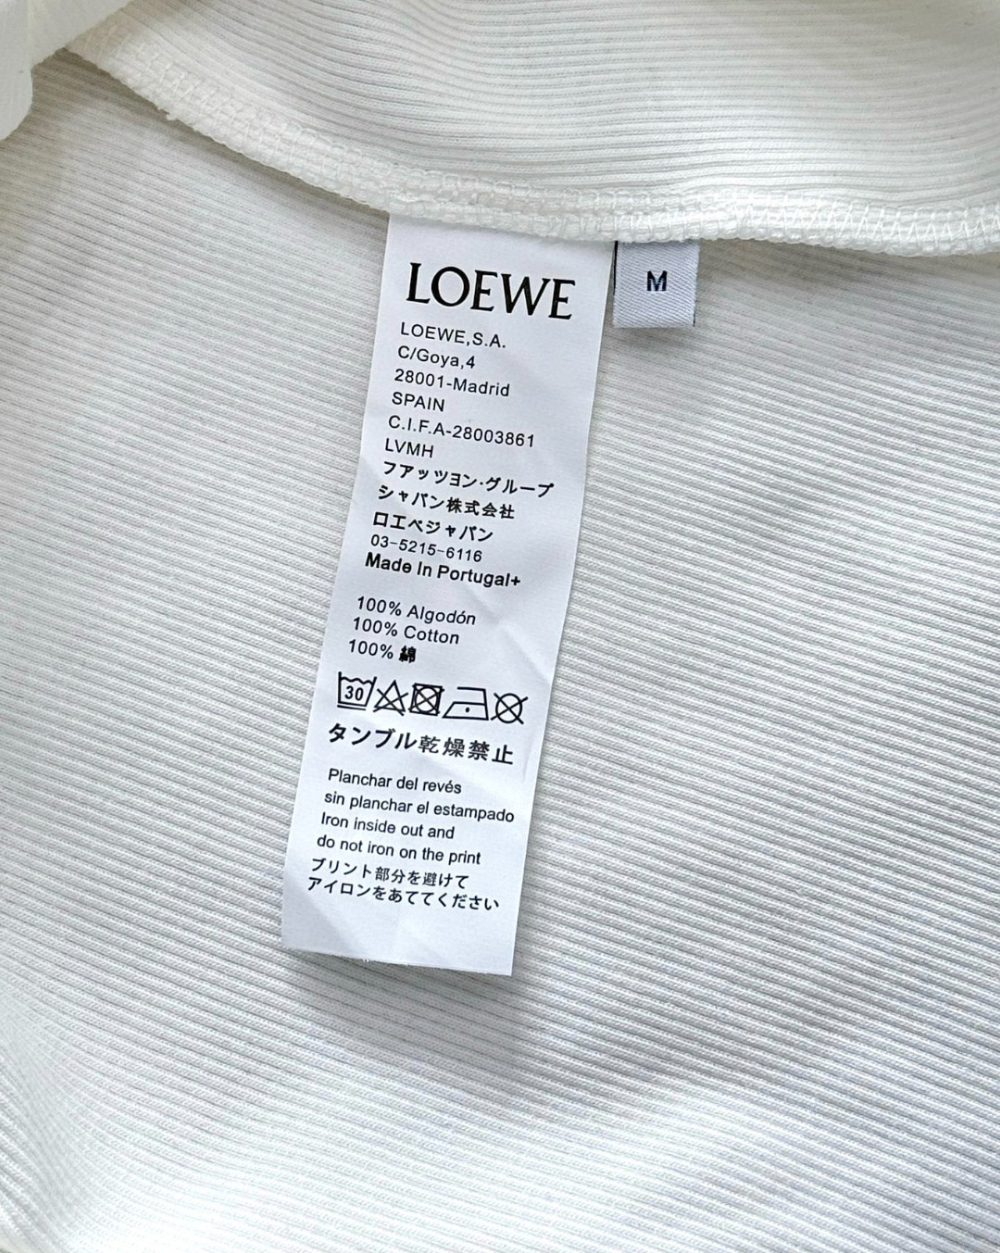 LOEWE
M
LOEWE,S.A.
C/Goya,4
28001-Madrid
SPAIN
C.I.F.A-28003861
LVMH
フアッツヨン·グループ
シャパン株式会社
ロエベジャパン
03-5215-6116
Made In Portugal+
100% Algodón
100% Cotton
100% 綿
30
タンブル乾燥禁止
Planchar del revés
sin planchar el estampado
Iron inside out and
do not iron on the print
プリント部分を避けて
アイロンをあててください